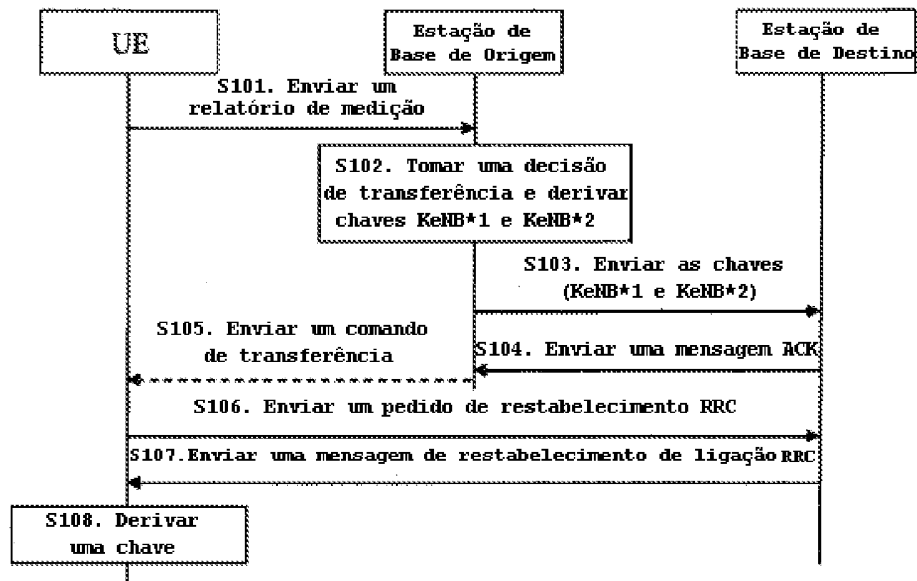 UE
Estação de
Base de Origem
Estação de
Base de Destino
S101. Enviar um
relatório de medição
S102. Tomar uma decisão
de transferência e derivar
chaves KeNB*1 e KeNB*2
S103. Enviar as chaves
(KeNB*1 e KeNB*2)
S105. Enviar um comando
de transferência
S104. Enviar uma mensagem ACK
S106. Enviar um pedido de restabelecimento RRC
S107.Enviar uma mensagem de restabelecimento de ligação RRC
S108. Derivar
uma chave